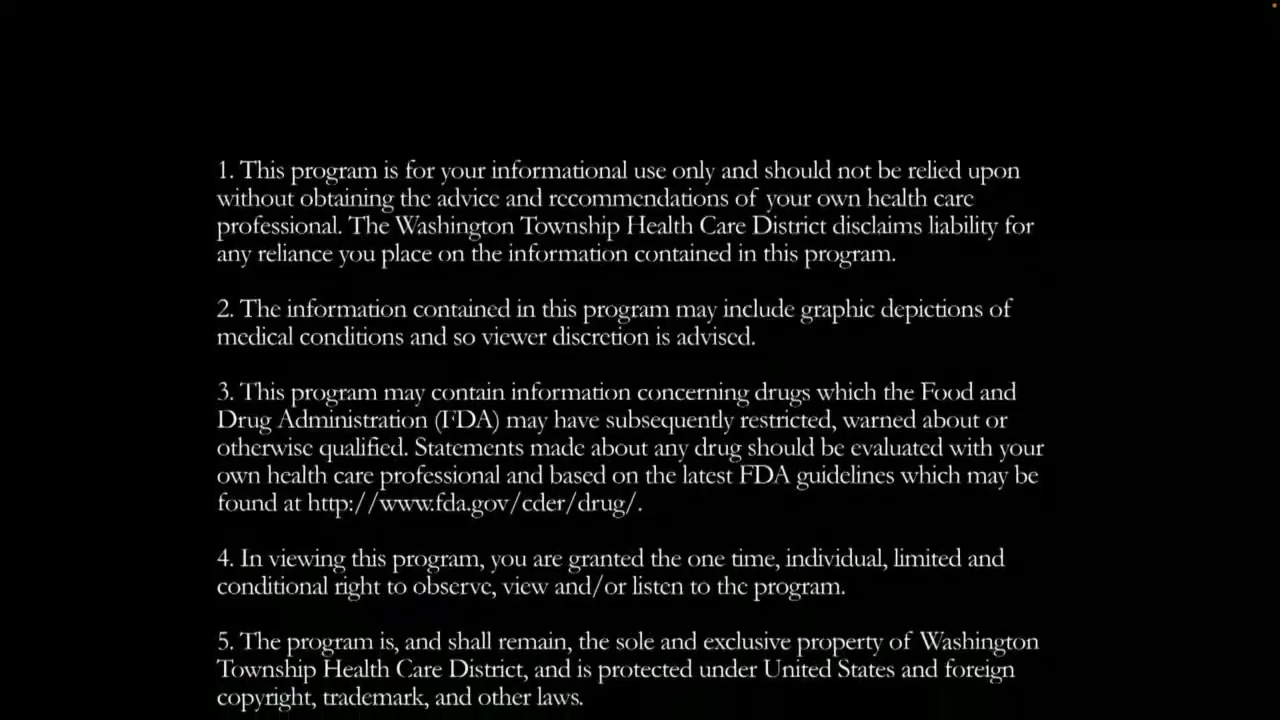 1. This program is for your informational use only and should not be relied upon
without obtaining the advice and recommendations of your own health care
professional. The Washington Township Health Care District disclaims liability for
any reliance you place on the information contained in this program.
2. The information contained in this program may include graphic depictions of
medical conditions and so viewer discretion is advised.
3. This program may contain information concerning drugs which the Food and
Drug Administration (FDA) may have subsequently restricted, warned about or
otherwise qualified. Statements made about any drug should be evaluated with your
own health care professional and based on the latest FDA guidelines which may be
found at http://www.fda.gov/cder/drug/.
4. In viewing this program, you are granted the one time, individual, limited and
conditional right to observe, view and/or listen to the program.
5. The program is, and shall remain, the sole and exclusive property of Washington
Township Health Care District, and is protected under United States and foreign
copyright, trademark, and other laws.